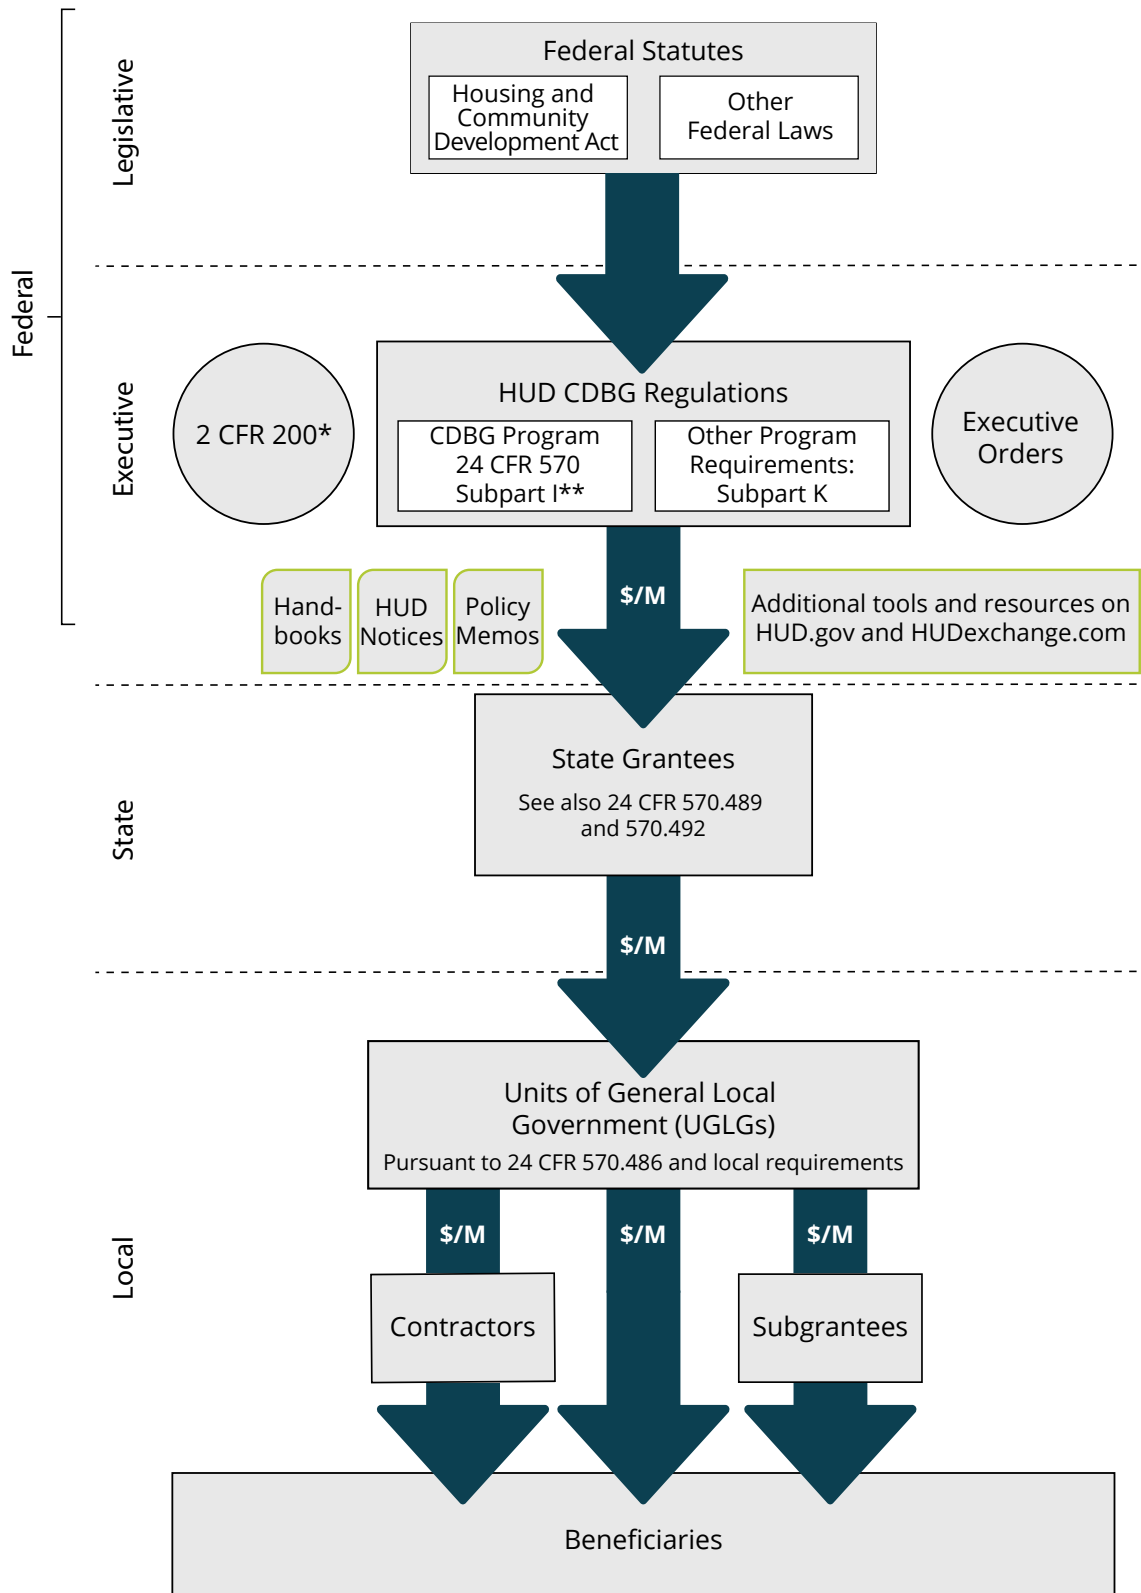 Federal
Legislative
Federal Statutes
Housing and
Community
Development Act
Other
Federal Laws
Executive
2 CFR 200*
HUD CDBG Regulations
CDBG Program
24 CFR 570
Subpart I**
Other Program
Requirements:
Subpart K
Executive
Orders
Hand-
books
HUD
Notices
Policy
Memos
$/M
Additional tools and resources on
HUD.gov and HUDexchange.com
State
State Grantees
See also 24 CFR 570.489
and 570.492
$/M
Local
Units of General Local
Government (UGLGs)
Pursuant to 24 CFR 570.486 and local requirements
$/M
$/M
$/M
Contractors
Subgrantees
Beneficiaries